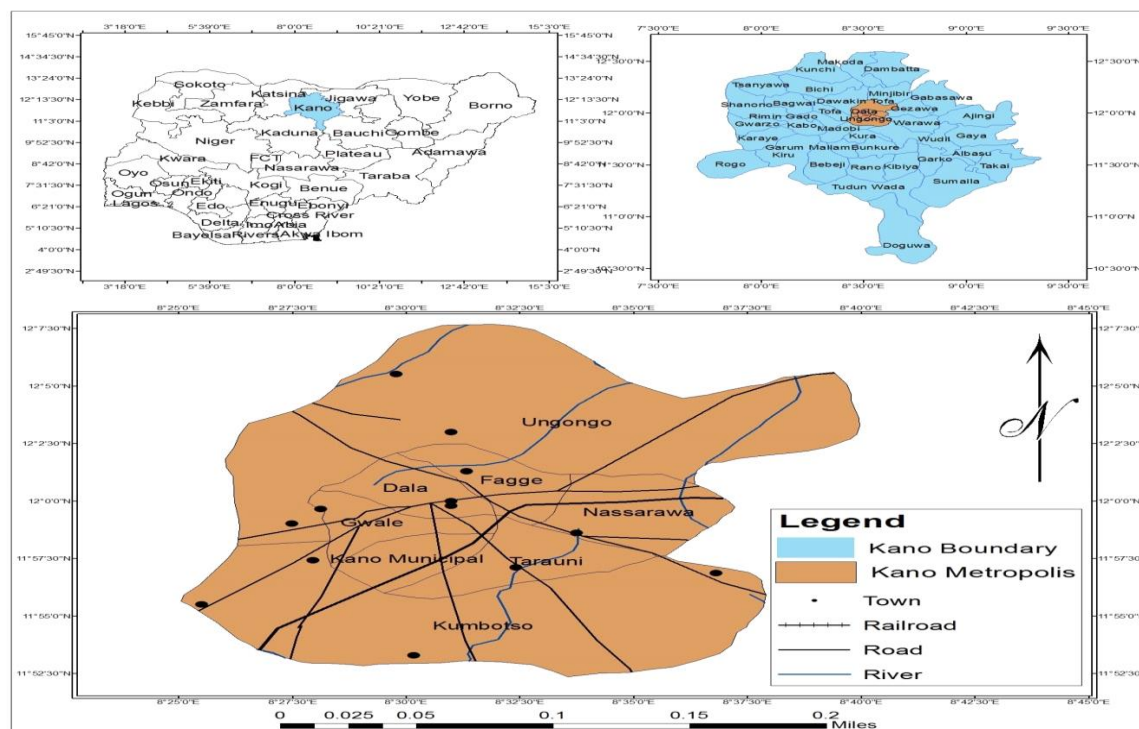 3°18'0"E 5°39'0"E 8°0'0"E 10°21'0"E 12°42'0"E 15°3'0"E
15°45'0"N 15°45'0"N
14°34'30"N 14°34'30"N
13°24'0"N 13°24'0"N
12°13'30"N 12°13'30"N
11°3'0"N 11°3'0"N
9°52'30"N 9°52'30"N
8°42'0"N 8°42'0"N
7°31'30"N 7°31'30"N
6°21'0"N 6°21'0"N
5°10'30"N 5°10'30"N
4°0'0"N 4°0'0"N
2°49'30"N 2°49'30"N
Sokoto
Katsina
Kebbi Zamfara Kano Jigawa Yobe Borno
Kaduna Bauchi Gombe
Niger
Plateau Adamawa
Kwara FCT
Nasarawa
Oyo Taraba
Osun Ekiti Kogi Benue
Ogun Ondo
Lagos Edo Enugu Ebonyi
Cross River
Delta Imo Abia
Bayelsa Rivers Akwa Ibom
3°18'0"E 5°39'0"E 8°0'0"E 10°21'0"E 12°42'0"E 15°3'0"E
7°30'0"E 8°0'0"E 8°30'0"E 9°0'0"E 9°30'0"E
12°30'0"N 12°30'0"N
12°0'0"N 12°0'0"N
11°30'0"N 11°30'0"N
11°0'0"N 11°0'0"N
10°30'0"N 10°30'0"N
Makoda
Kunchi Dambatta
Tsanyawa Bichi
Minjibir
Shanono Bagwai Dawakin Tofa Gabasawa
Tofa Dala Gezawa
Rimin Gado Ungongo Ajingi
Gwarzo Kabo Madobi Warawa
Karaye Kura Wudil Gaya
Garum Mallam Bunkure Albasu
Kiru Garko
Rogo Bebeji Rano Kibiya Takai
Tudun Wada Sumaila
Doguwa
7°30'0"E 8°0'0"E 8°30'0"E 9°0'0"E 9°30'0"E
8°25'0"E 8°27'30"E 8°30'0"E 8°32'30"E 8°35'0"E 8°37'30"E 8°40'0"E 8°42'30"E 8°45'0"E
12°7'30"N 12°7'30"N
12°5'0"N 12°5'0"N
12°2'30"N 12°2'30"N
12°0'0"N 12°0'0"N
11°57'30"N 11°57'30"N
11°55'0"N 11°55'0"N
11°52'30"N 11°52'30"N
N
Ungongo
Fagge
Dala
Nassarawa
Gwale
Kano Municipal Tarauni
Kumbotso
Legend
Kano Boundary
Kano Metropolis
Town
Railroad
Road
River
8°25'0"E 8°27'30"E 8°30'0"E 8°32'30"E 8°35'0"E 8°37'30"E 8°40'0"E 8°42'30"E 8°45'0"E
0 0.025 0.05 0.1 0.15 0.2
Miles